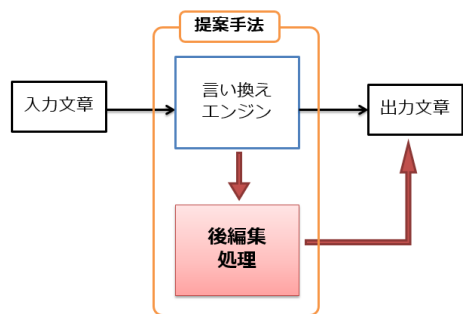 提案手法
入力文章
言い換え
エンジン
出力文章
後編集
処理